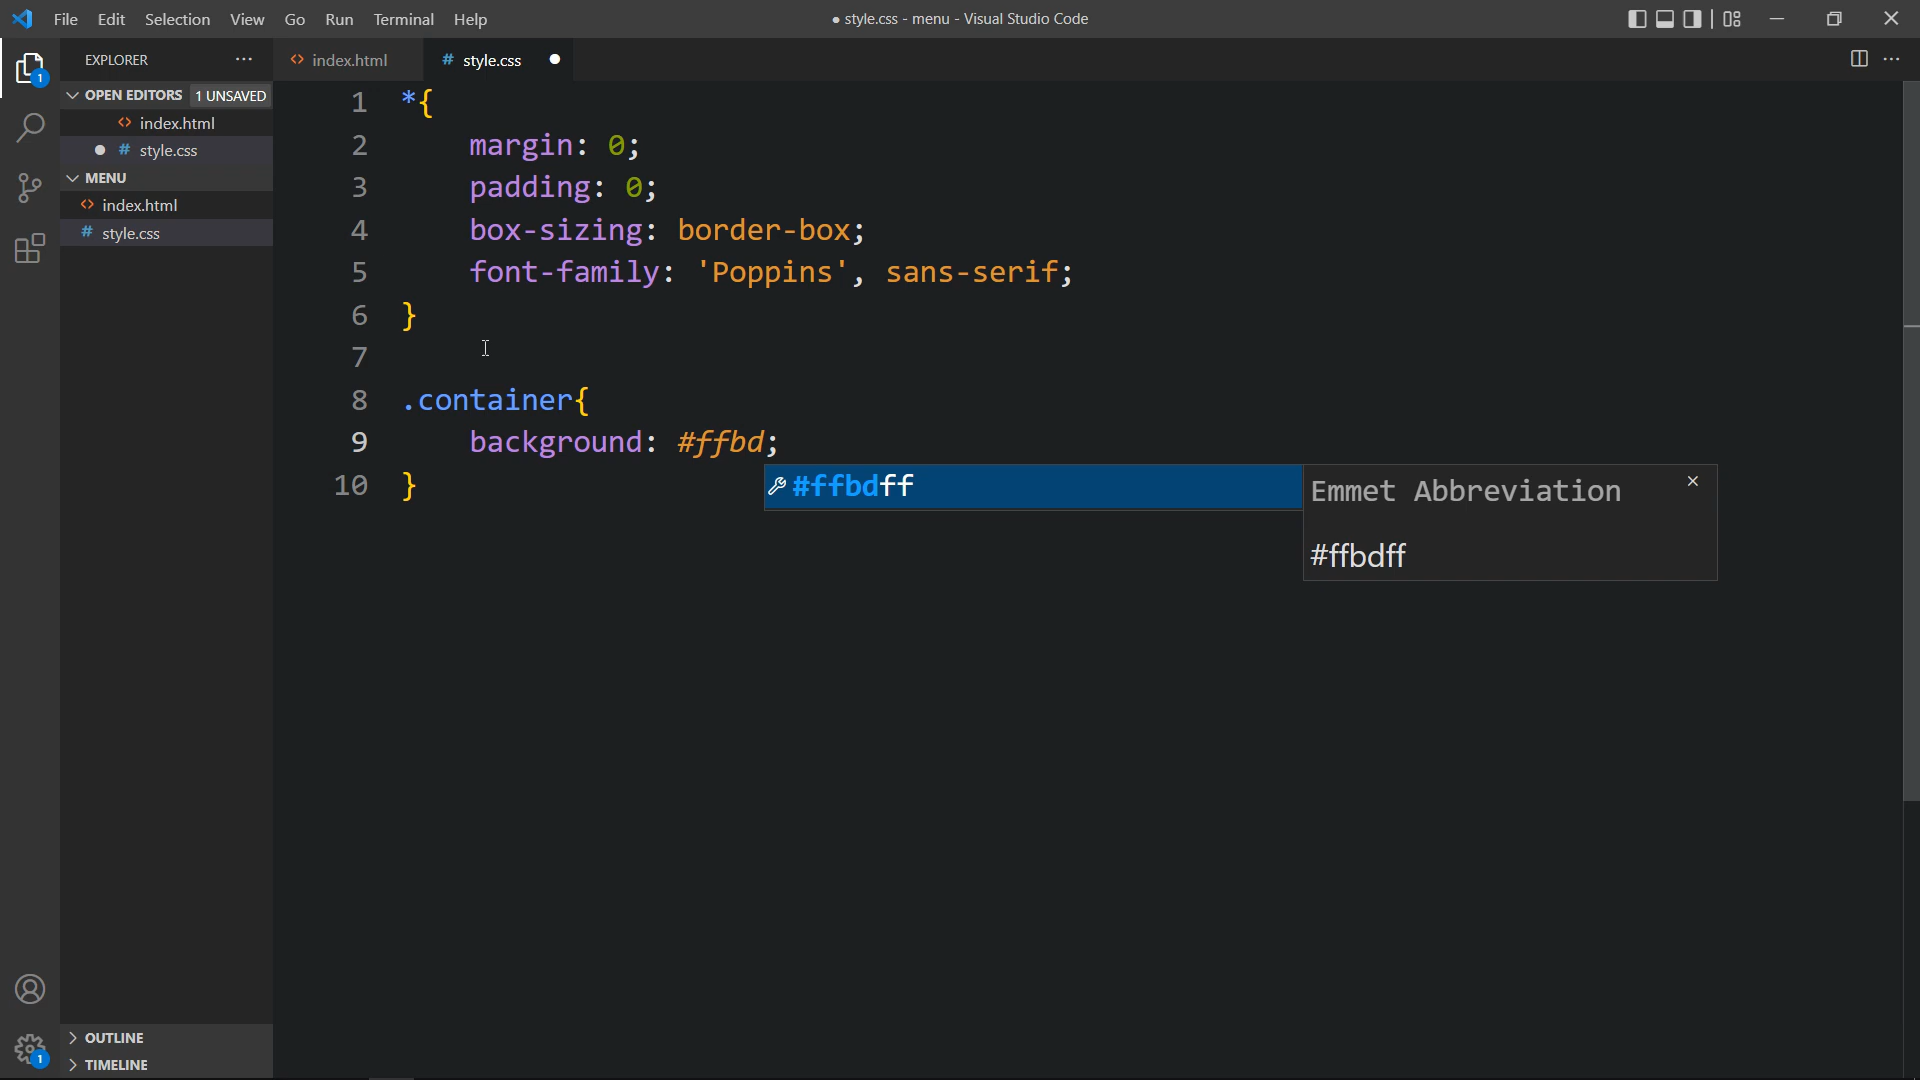 File Edit Selection View Go Run Terminal Help
● style.css - menu - Visual Studio Code
EXPLORER
index.html
# style.css
OPEN EDITORS 1 UNSAVED
index.html
# style.css
MENU
index.html
# style.css
OUTLINE
TIMELINE
1
1
1 *{
2 margin: 0;
3 padding: 0;
4 box-sizing: border-box;
5 font-family: 'Poppins', sans-serif;
6 }
7
8 .container{
9 background: #ffbd;
10 }
#ffbdff
Emmet Abbreviation
#ffbdff